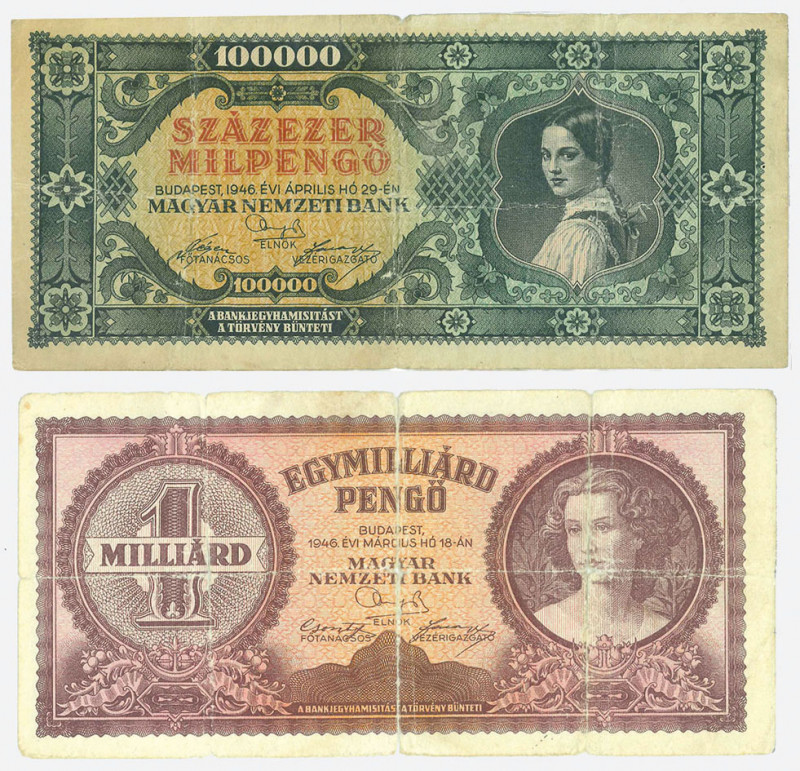 100000
SZÁZEZER
MILPENGŐ
BUDAPEST, 1946. ÉVI ÁPRILIS HÓ 29-ÉN
MAGYAR NEMZETI BANK
ELNÖK
FŐTANÁCSOS VEZÉRIGAZGATÓ
100000
A BANKJEGYHAMISITÁST
A TÖRVÉNY BÜNTETI
EGYMILLIÁRD
PENGŐ
1
MILLIÁRD
BUDAPEST,
1946. ÉVI MÁRCIUS HÓ 18-ÁN
MAGYAR
NEMZETI BANK
ELNÖK
FŐTANÁCSOS VEZÉRIGAZGATÓ
A BANKJEGYHAMISITÁST A TÖRVÉNY BÜNTETI